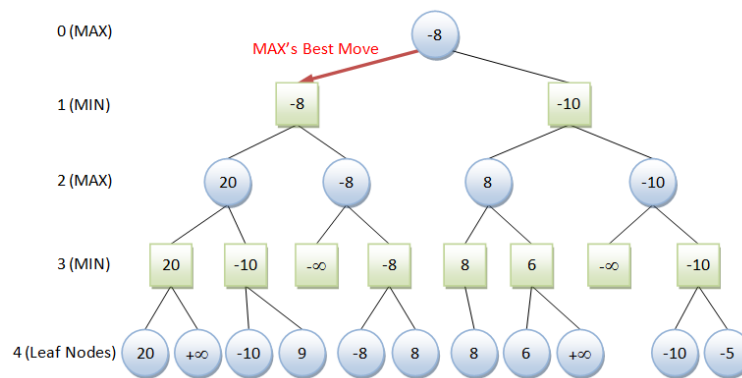 0 (MAX) -8
MAX's Best Move
1 (MIN) -8 -10
2 (MAX) 20 -8 8 -10
3 (MIN) 20 -10 -∞ -8 8 6 -∞ -10
4 (Leaf Nodes) 20 +∞ -10 9 -8 8 8 6 +∞ -10 -5